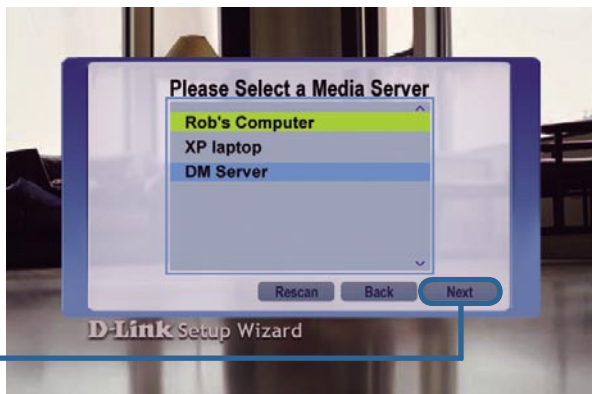 Please Select a Media Server
Rob's Computer
XP laptop
DM Server
Rescan Back Next
D-Link Setup Wizard